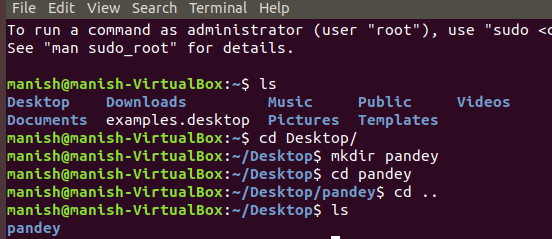 File Edit View Search Terminal Help
To run a command as administrator (user "root"), use "sudo <c
See "man sudo_root" for details.
manish@manish-VirtualBox:~$ ls
Desktop Downloads Music Public Videos
Documents examples.desktop Pictures Templates
manish@manish-VirtualBox:~$ cd Desktop/
manish@manish-VirtualBox:~/Desktop$ mkdir pandey
manish@manish-VirtualBox:~/Desktop$ cd pandey
manish@manish-VirtualBox:~/Desktop/pandey$ cd ..
manish@manish-VirtualBox:~/Desktop$ ls
pandey